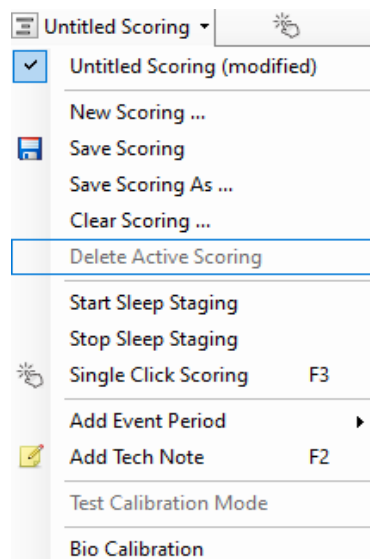 Untitled Scoring
Untitled Scoring (modified)
New Scoring ...
Save Scoring
Save Scoring As ...
Clear Scoring ...
Delete Active Scoring
Start Sleep Staging
Stop Sleep Staging
Single Click Scoring F3
Add Event Period
Add Tech Note F2
Test Calibration Mode
Bio Calibration